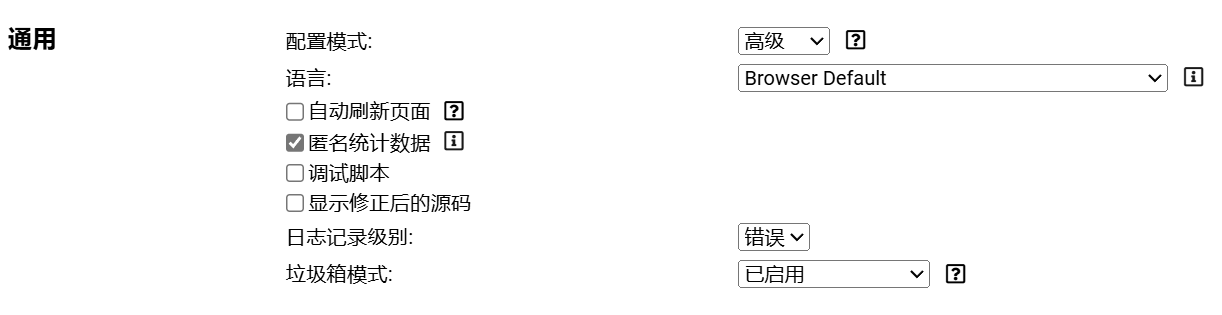 通用
配置模式: 高级
语言: Browser Default
自动刷新页面
匿名统计数据
调试脚本
显示修正后的源码
日志记录级别: 错误
垃圾箱模式: 已启用